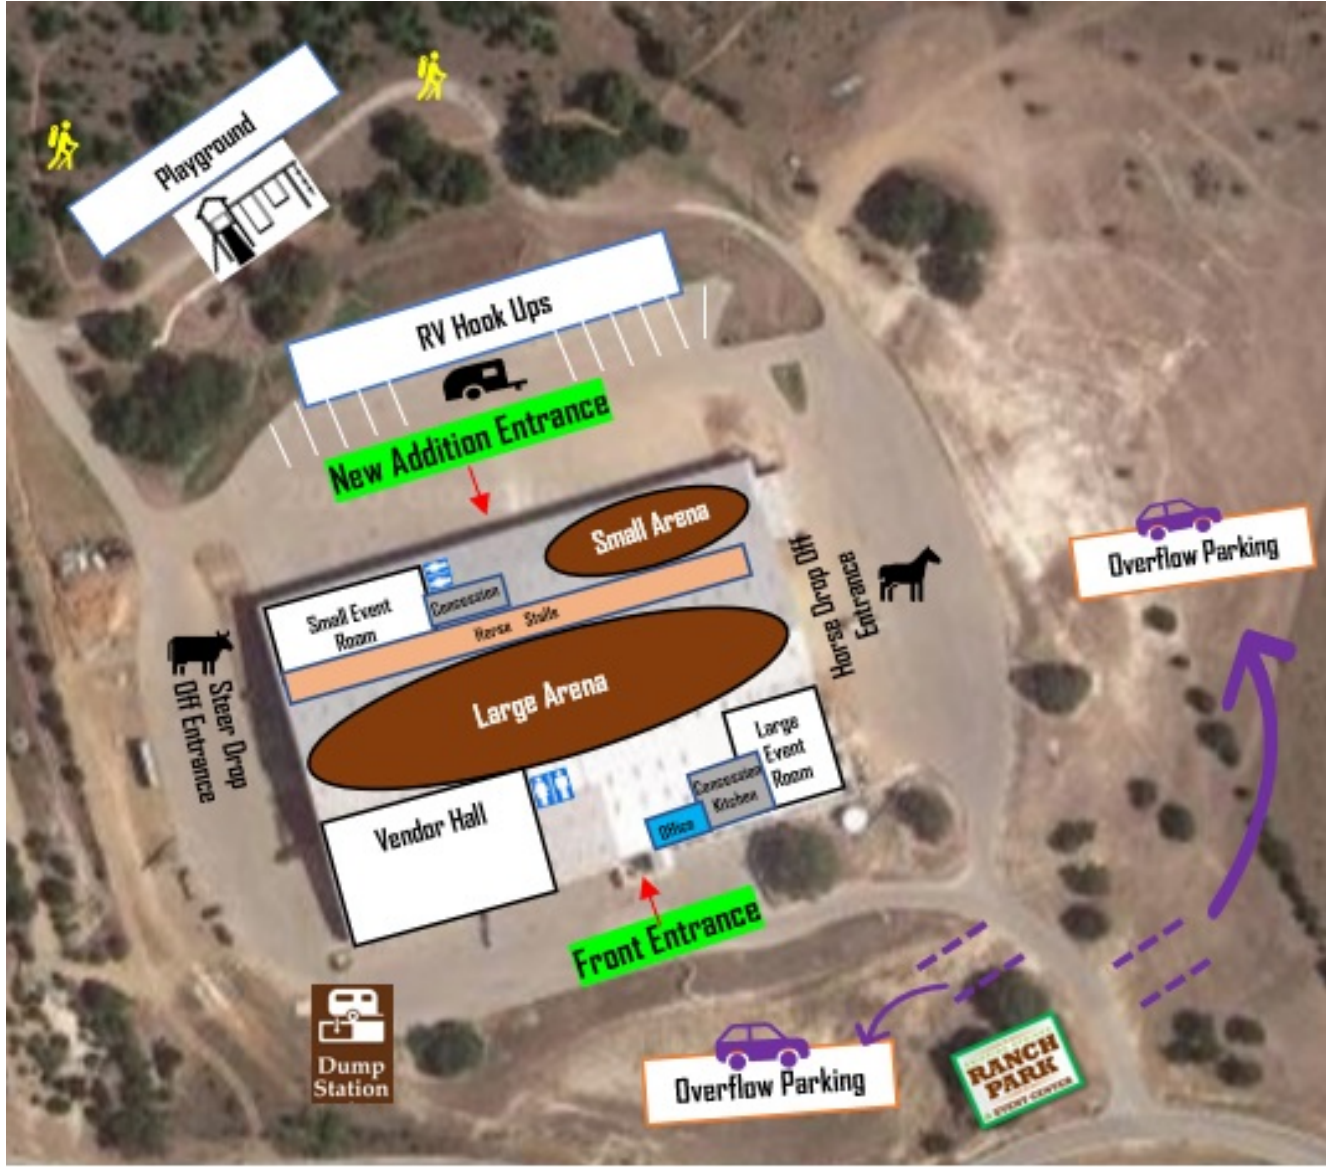 Playground
RV Hook Ups
New Addition Entrance
Small Arena
Overflow Parking
Horse Drop Off
Entrance
Small Event
Room
Concession
Horse Stalls
Large Arena
Steer Drop
Off Entrance
Large
Event
Room
Concession
Kitchen
Office
Vendor Hall
Front Entrance
Dump
Station
Overflow Parking
RANCH
PARK
EVENT CENTER